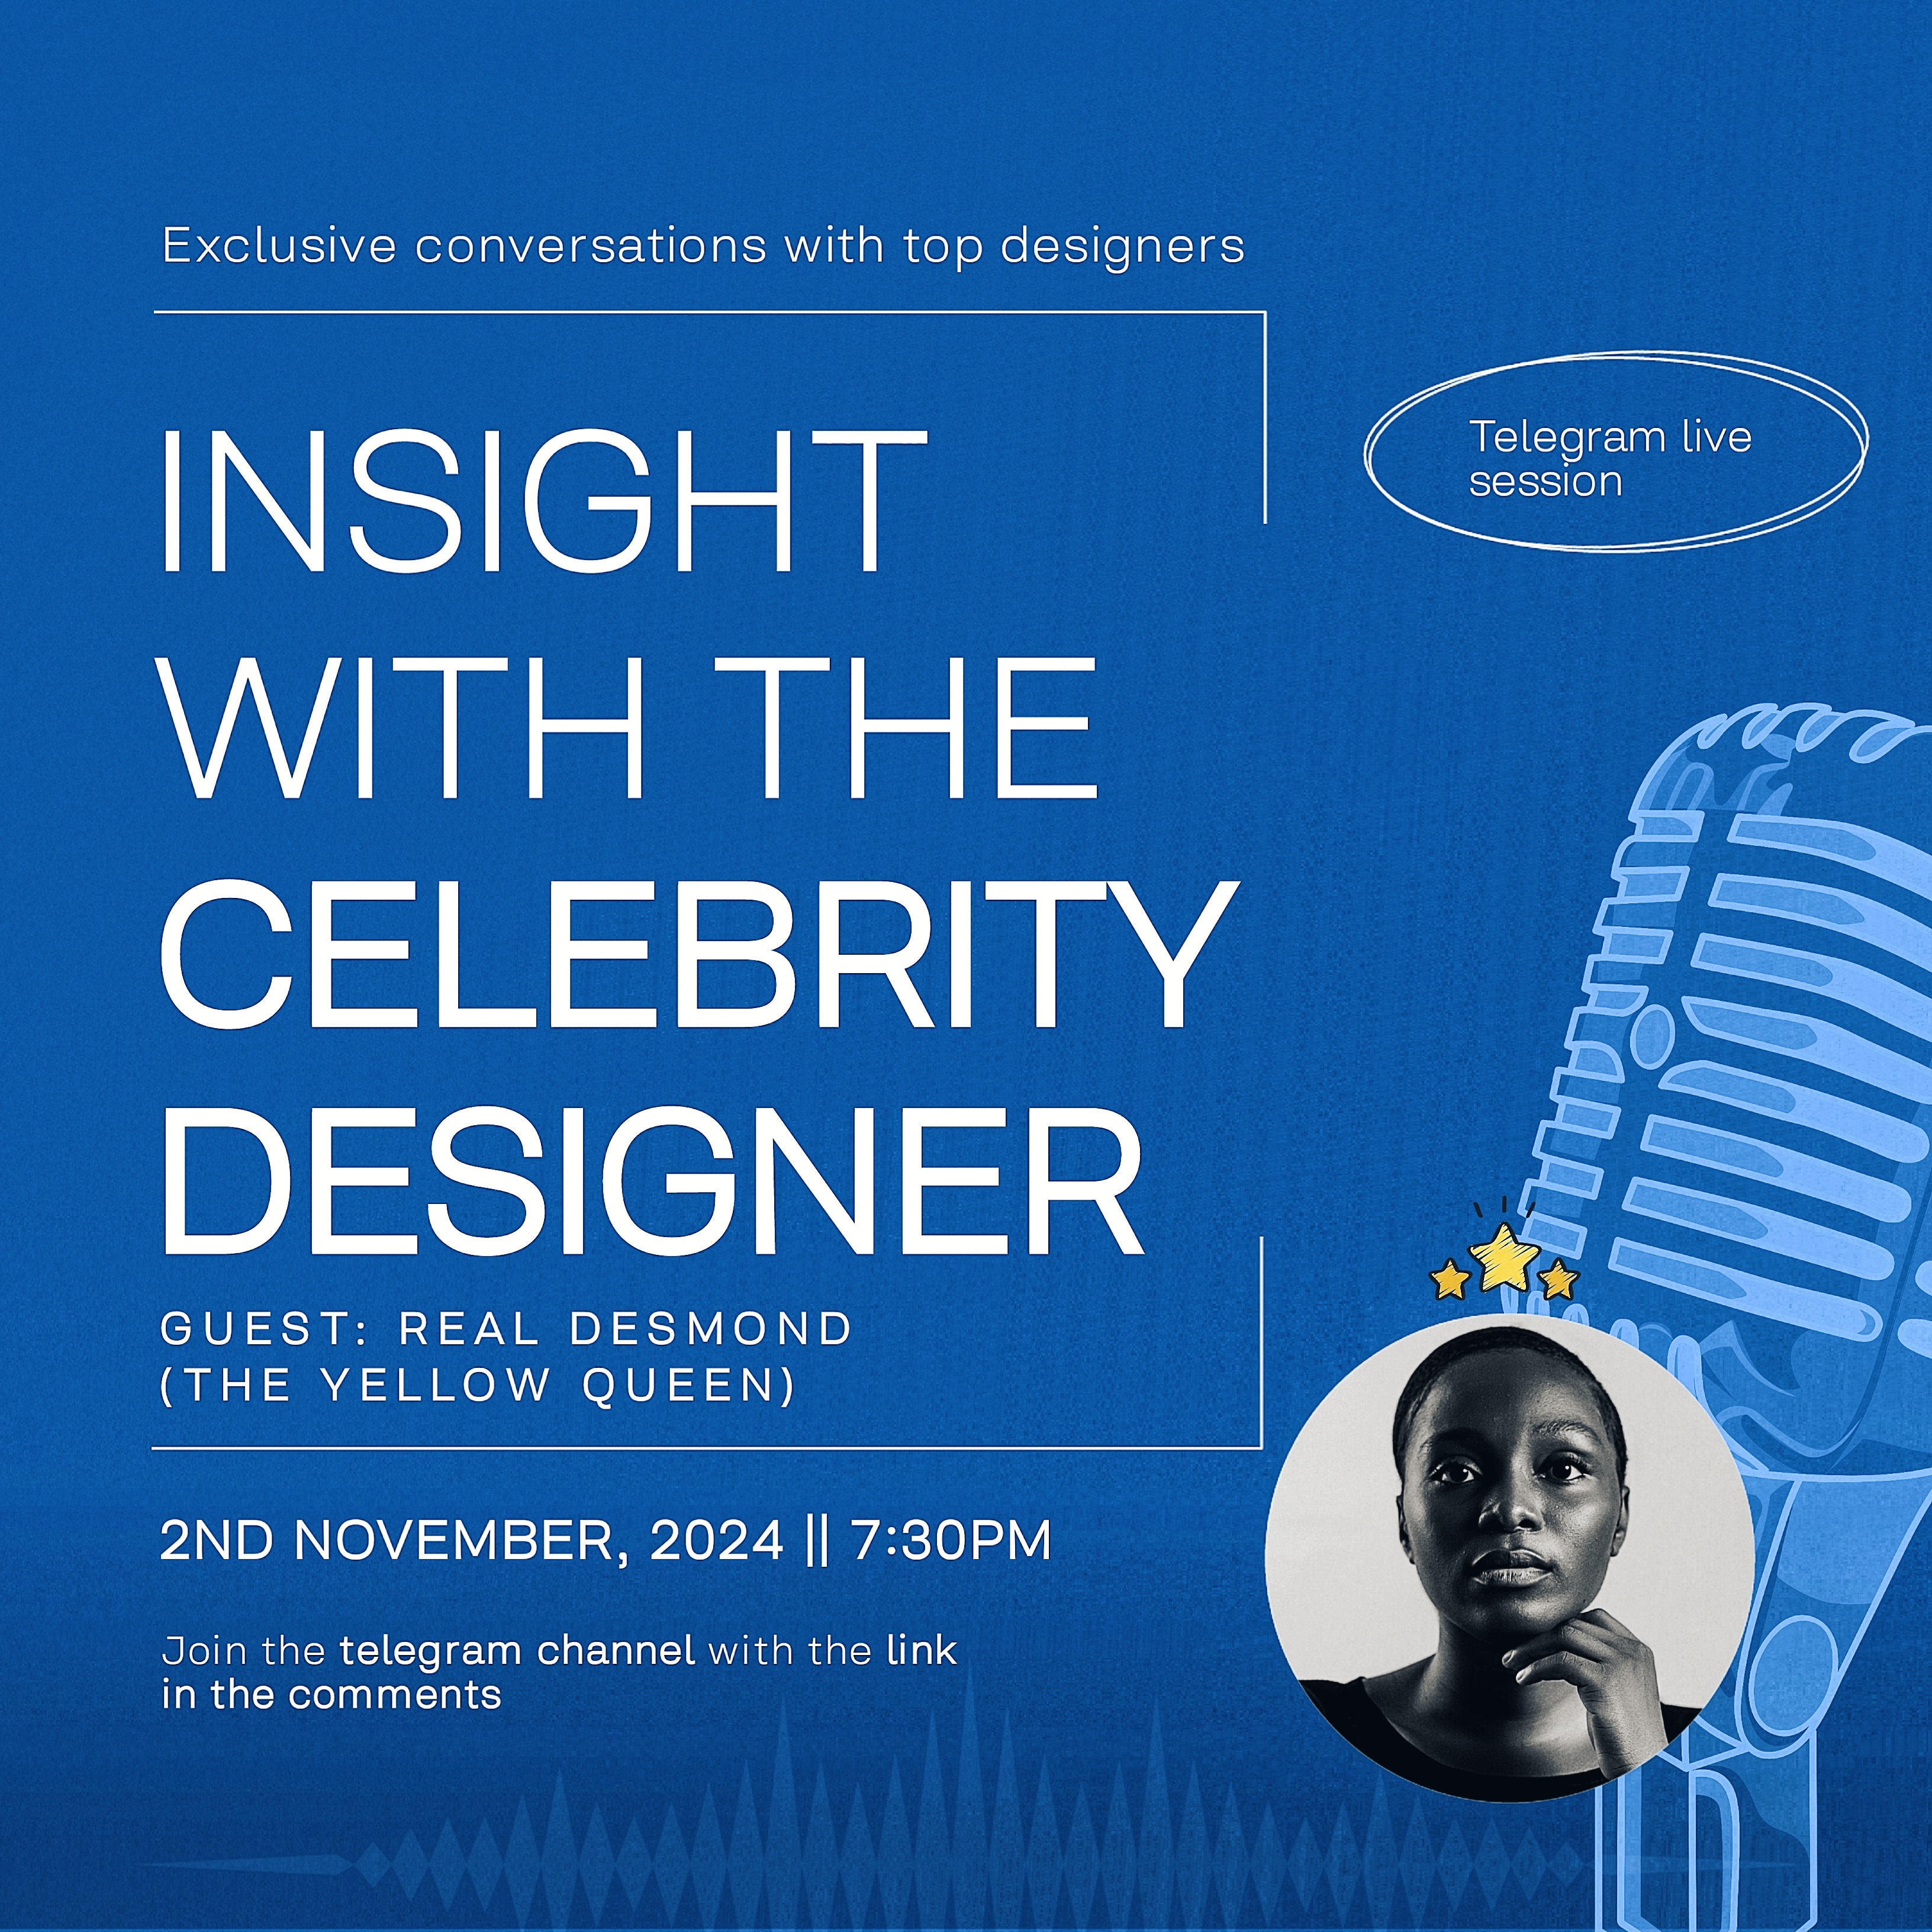 Exclusive conversations with top designers
Telegram live
session
INSIGHT
WITH THE
CELEBRITY
DESIGNER
GUEST: REAL DESMOND
(THE YELLOW QUEEN)
2ND NOVEMBER, 2024 || 7:30PM
Join the telegram channel with the link
in the comments